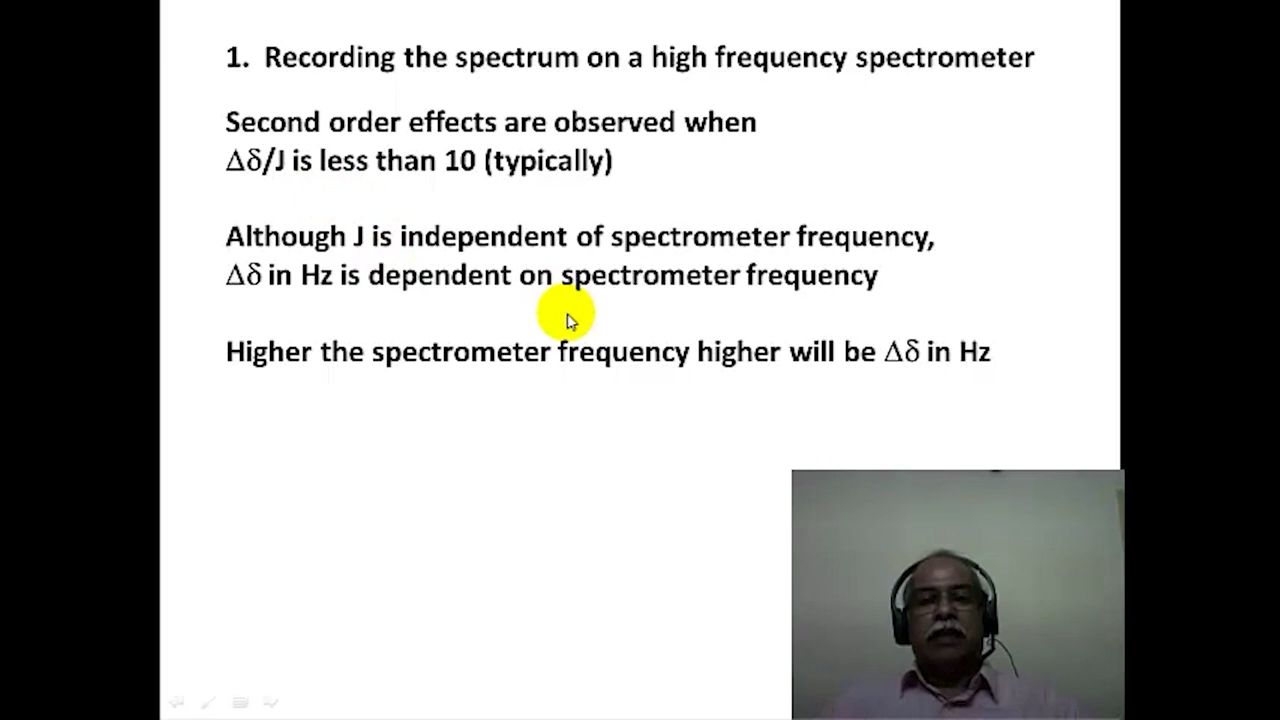 1. Recording the spectrum on a high frequency spectrometer
Second order effects are observed when
Δδ/J is less than 10 (typically)
Although J is independent of spectrometer frequency,
Δδ in Hz is dependent on spectrometer frequency
Higher the spectrometer frequency higher will be Δδ in Hz